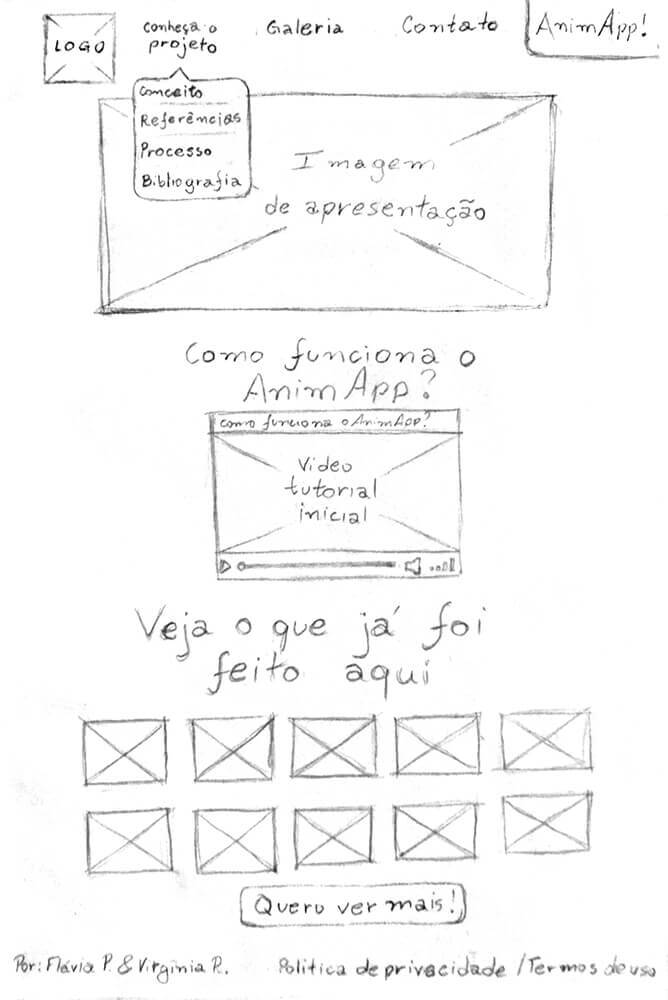 LOGO
conheça o
projeto
Galeria
Contato
AnimApp!
Conceito
Referências
Processo
Bibliografia
Imagem
de apresentação
Como funciona o
AnimApp?
como funciona o AnimApp?
Vídeo
tutorial
inicial
Veja o que já foi
feito aqui
Quero ver mais!
Por: Flávia P. & Virginia R.
Política de privacidade / Termos de uso